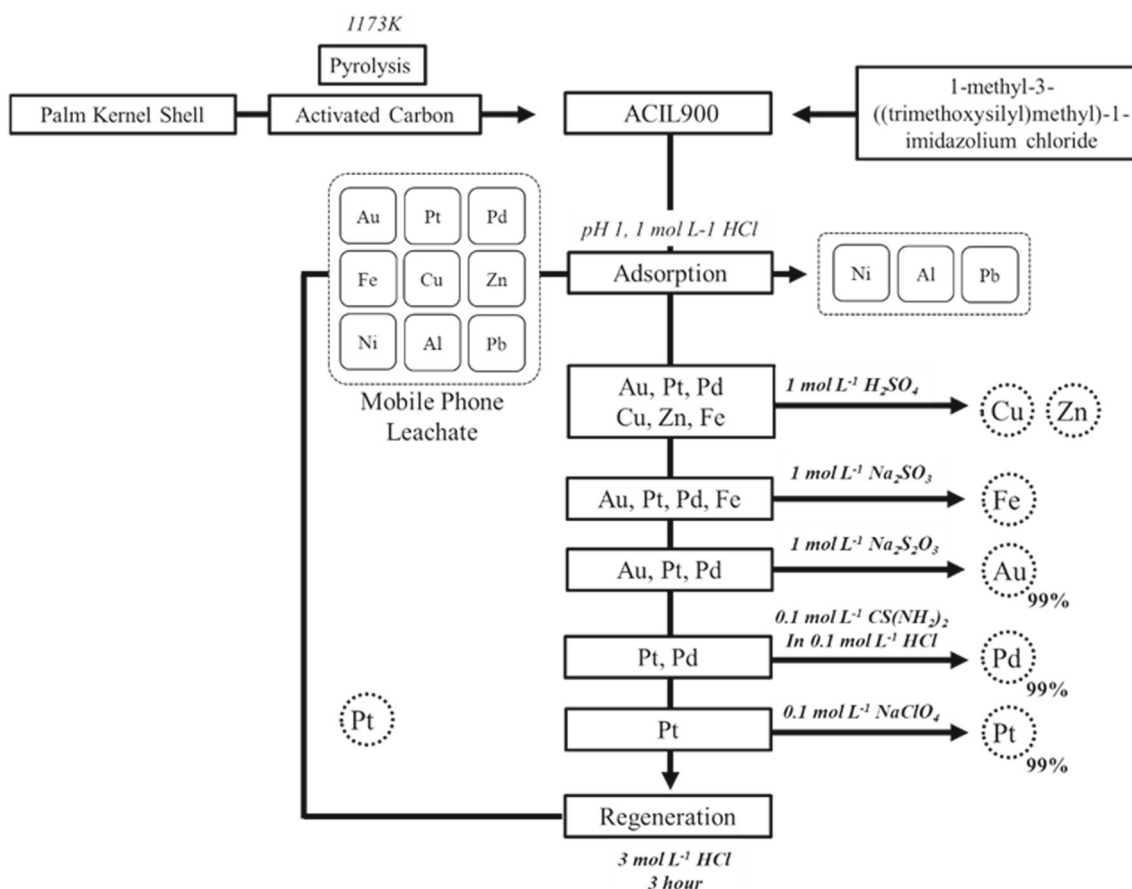 1173K
Pyrolysis
Palm Kernel Shell
Activated Carbon
ACIL900
1-methyl-3-
((trimethoxysilyl)methyl)-1-
imidazolium chloride
Au
Pt
Pd
Fe
Cu
Zn
Ni
Al
Pb
Mobile Phone
Leachate
pH 1, 1 mol L-1 HCl
Adsorption
Ni
Al
Pb
Au, Pt, Pd
Cu, Zn, Fe
1 mol L⁻¹ H₂SO₄
Cu
Zn
Au, Pt, Pd, Fe
1 mol L⁻¹ Na₂SO₃
Fe
Au, Pt, Pd
1 mol L⁻¹ Na₂S₂O₃
Au
99%
Pt, Pd
0.1 mol L⁻¹ CS(NH₂)₂
In 0.1 mol L⁻¹ HCl
Pd
99%
Pt
Pt
0.1 mol L⁻¹ NaClO₄
Pt
99%
Regeneration
3 mol L⁻¹ HCl
3 hour